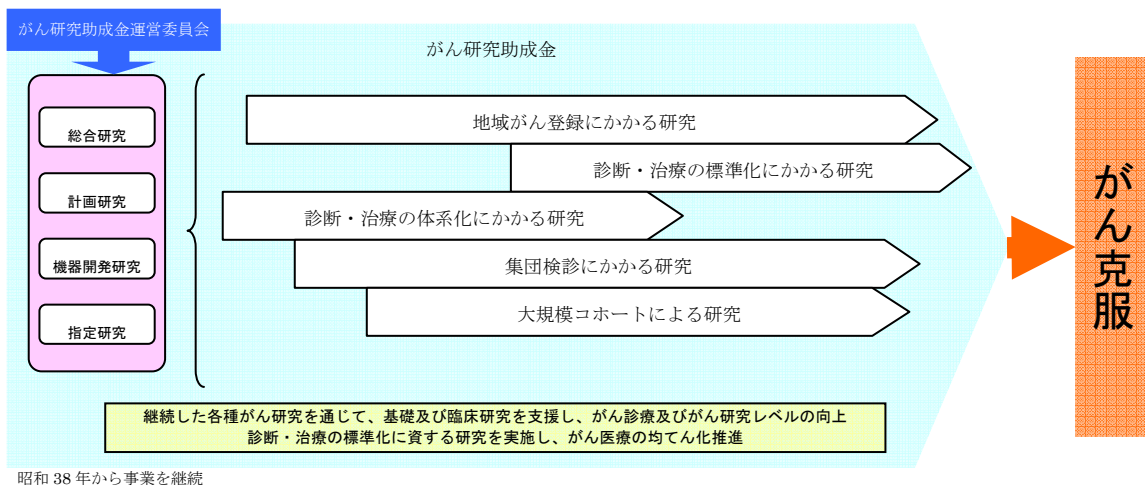 がん研究助成金運営委員会
がん研究助成金
総合研究
計画研究
機器開発研究
指定研究
地域がん登録にかかる研究
診断・治療の標準化にかかる研究
診断・治療の体系化にかかる研究
集団検診にかかる研究
大規模コホートによる研究
がん克服
継続した各種がん研究を通じて、基礎及び臨床研究を支援し、がん診療及びがん研究レベルの向上
診断・治療の標準化に資する研究を実施し、がん医療の均てん化推進
昭和 38 年から事業を継続